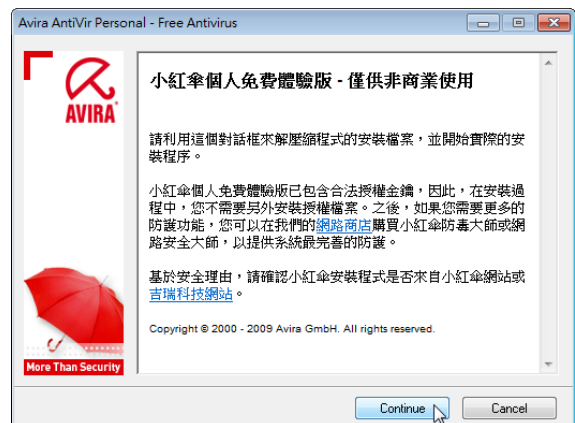 Avira AntiVir Personal - Free Antivirus
AVIRA
小紅傘個人免費體驗版 - 僅供非商業使用
請利用這個對話框來解壓縮程式的安裝檔案，並開始實際的安
裝程序。
小紅傘個人免費體驗版已包含合法授權金鑰，因此，在安裝過
程中，您不需要另外安裝授權檔案。之後，如果您需要更多的
防護功能，您可以在我們的網路商店購買小紅傘防毒大師或網
路安全大師，以提供系統最完善的防護。
基於安全理由，請確認小紅傘安裝程式是否來自小紅傘網站或
吉瑞科技網站。
Copyright © 2000 - 2009 Avira GmbH. All rights reserved.
More Than Security
Continue
Cancel